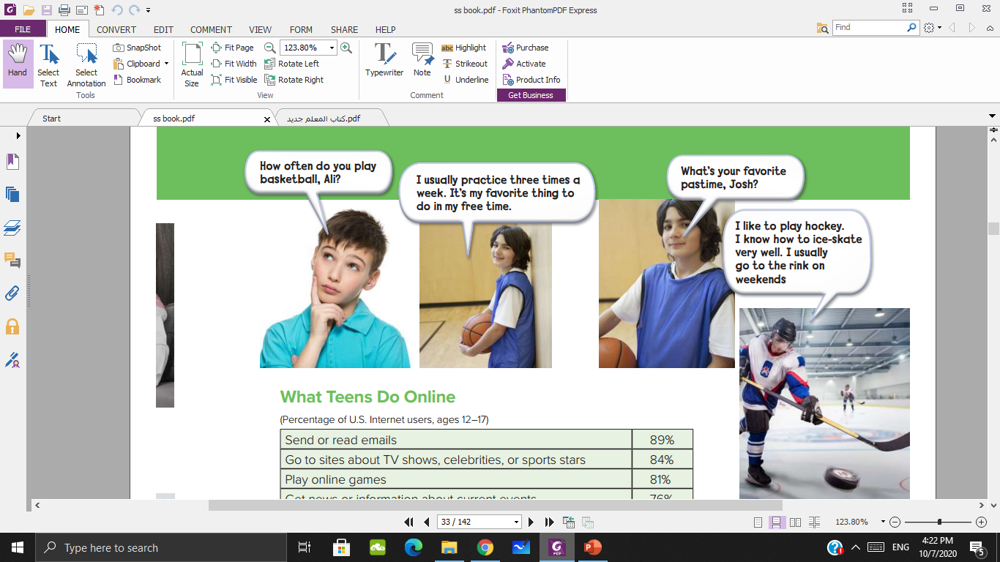 ss book.pdf - Foxit PhantomPDF Express
FILE
HOME
CONVERT
EDIT
COMMENT
VIEW
FORM
SHARE
HELP
Find
Hand
Select
Text
Select
Annotation
SnapShot
Clipboard
Bookmark
Tools
Actual
Size
Fit Page
Fit Width
Fit Visible
123.80%
Rotate Left
Rotate Right
View
Typewriter
Note
abc Highlight
T Strikeout
U Underline
Comment
Purchase
Activate
Product Info
Get Business
Start
ss book.pdf
كتاب المعلم جديد.pdf
How often do you play
basketball, Ali?
I usually practice three times a
week. It's my favorite thing to
do in my free time.
What's your favorite
pastime, Josh?
I like to play hockey.
I know how to ice-skate
very well. I usually
go to the rink on
weekends
What Teens Do Online
(Percentage of U.S. Internet users, ages 12–17)
Send or read emails 89%
Go to sites about TV shows, celebrities, or sports stars 84%
Play online games 81%
Get news or information about current events 76%
33 / 142
123.80%
Type here to search
ENG
4:22 PM
10/7/2020
5